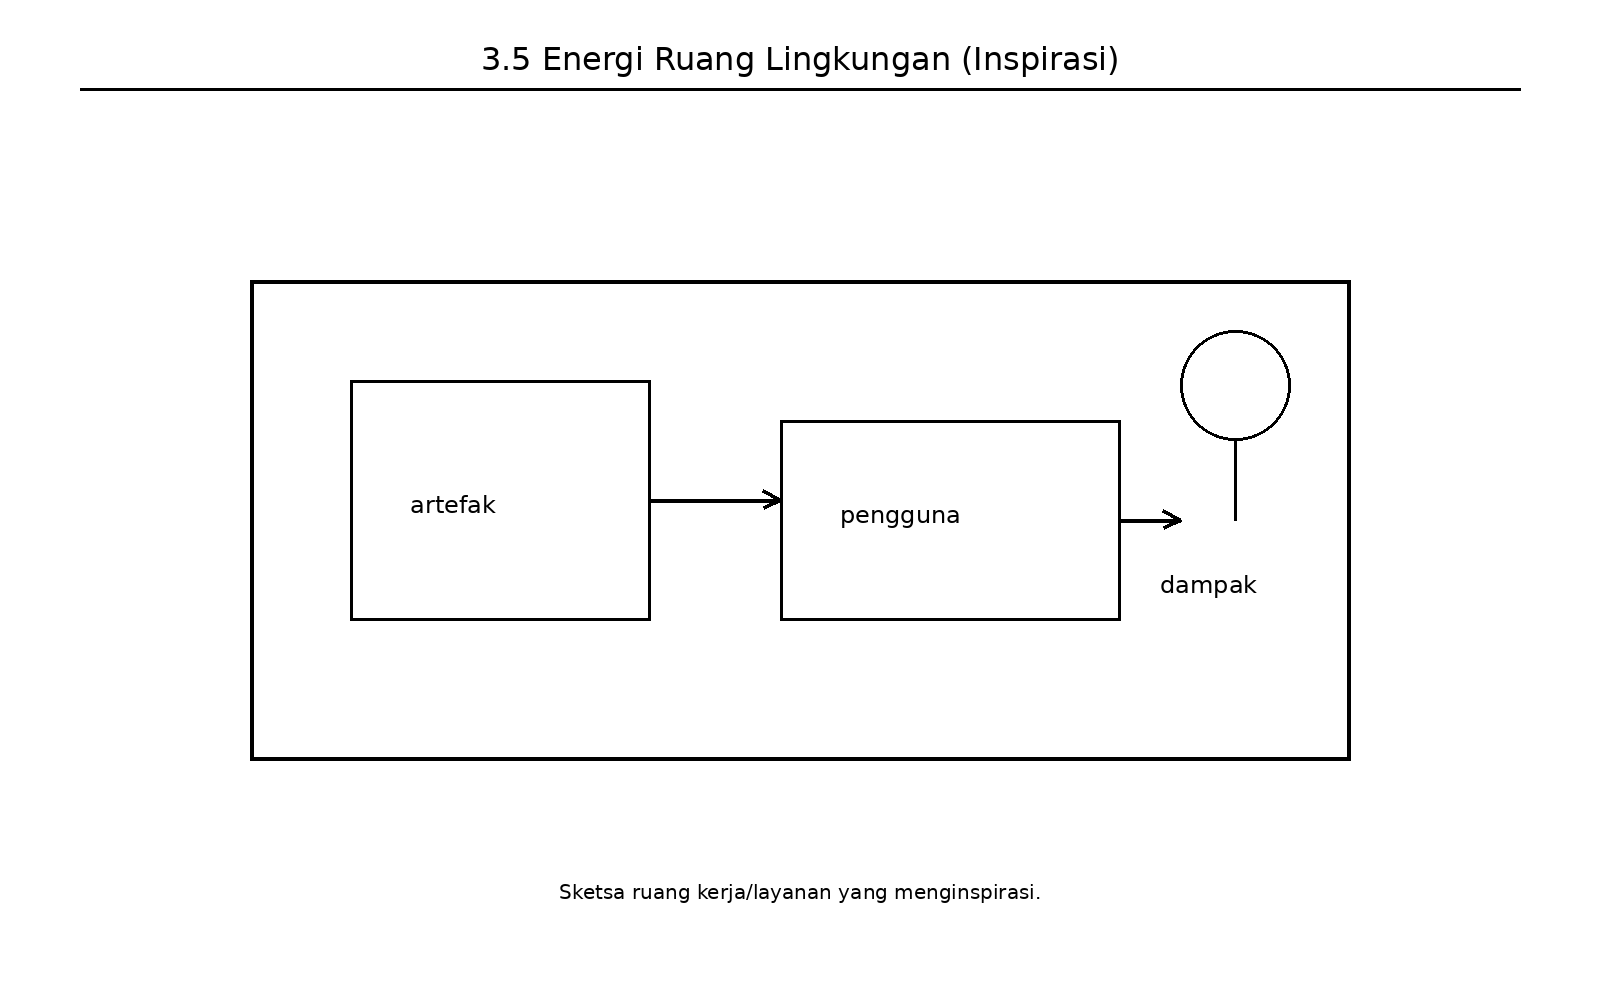 3.5 Energi Ruang Lingkungan (Inspirasi)
artefak
pengguna
dampak
Sketsa ruang kerja/layanan yang menginspirasi.